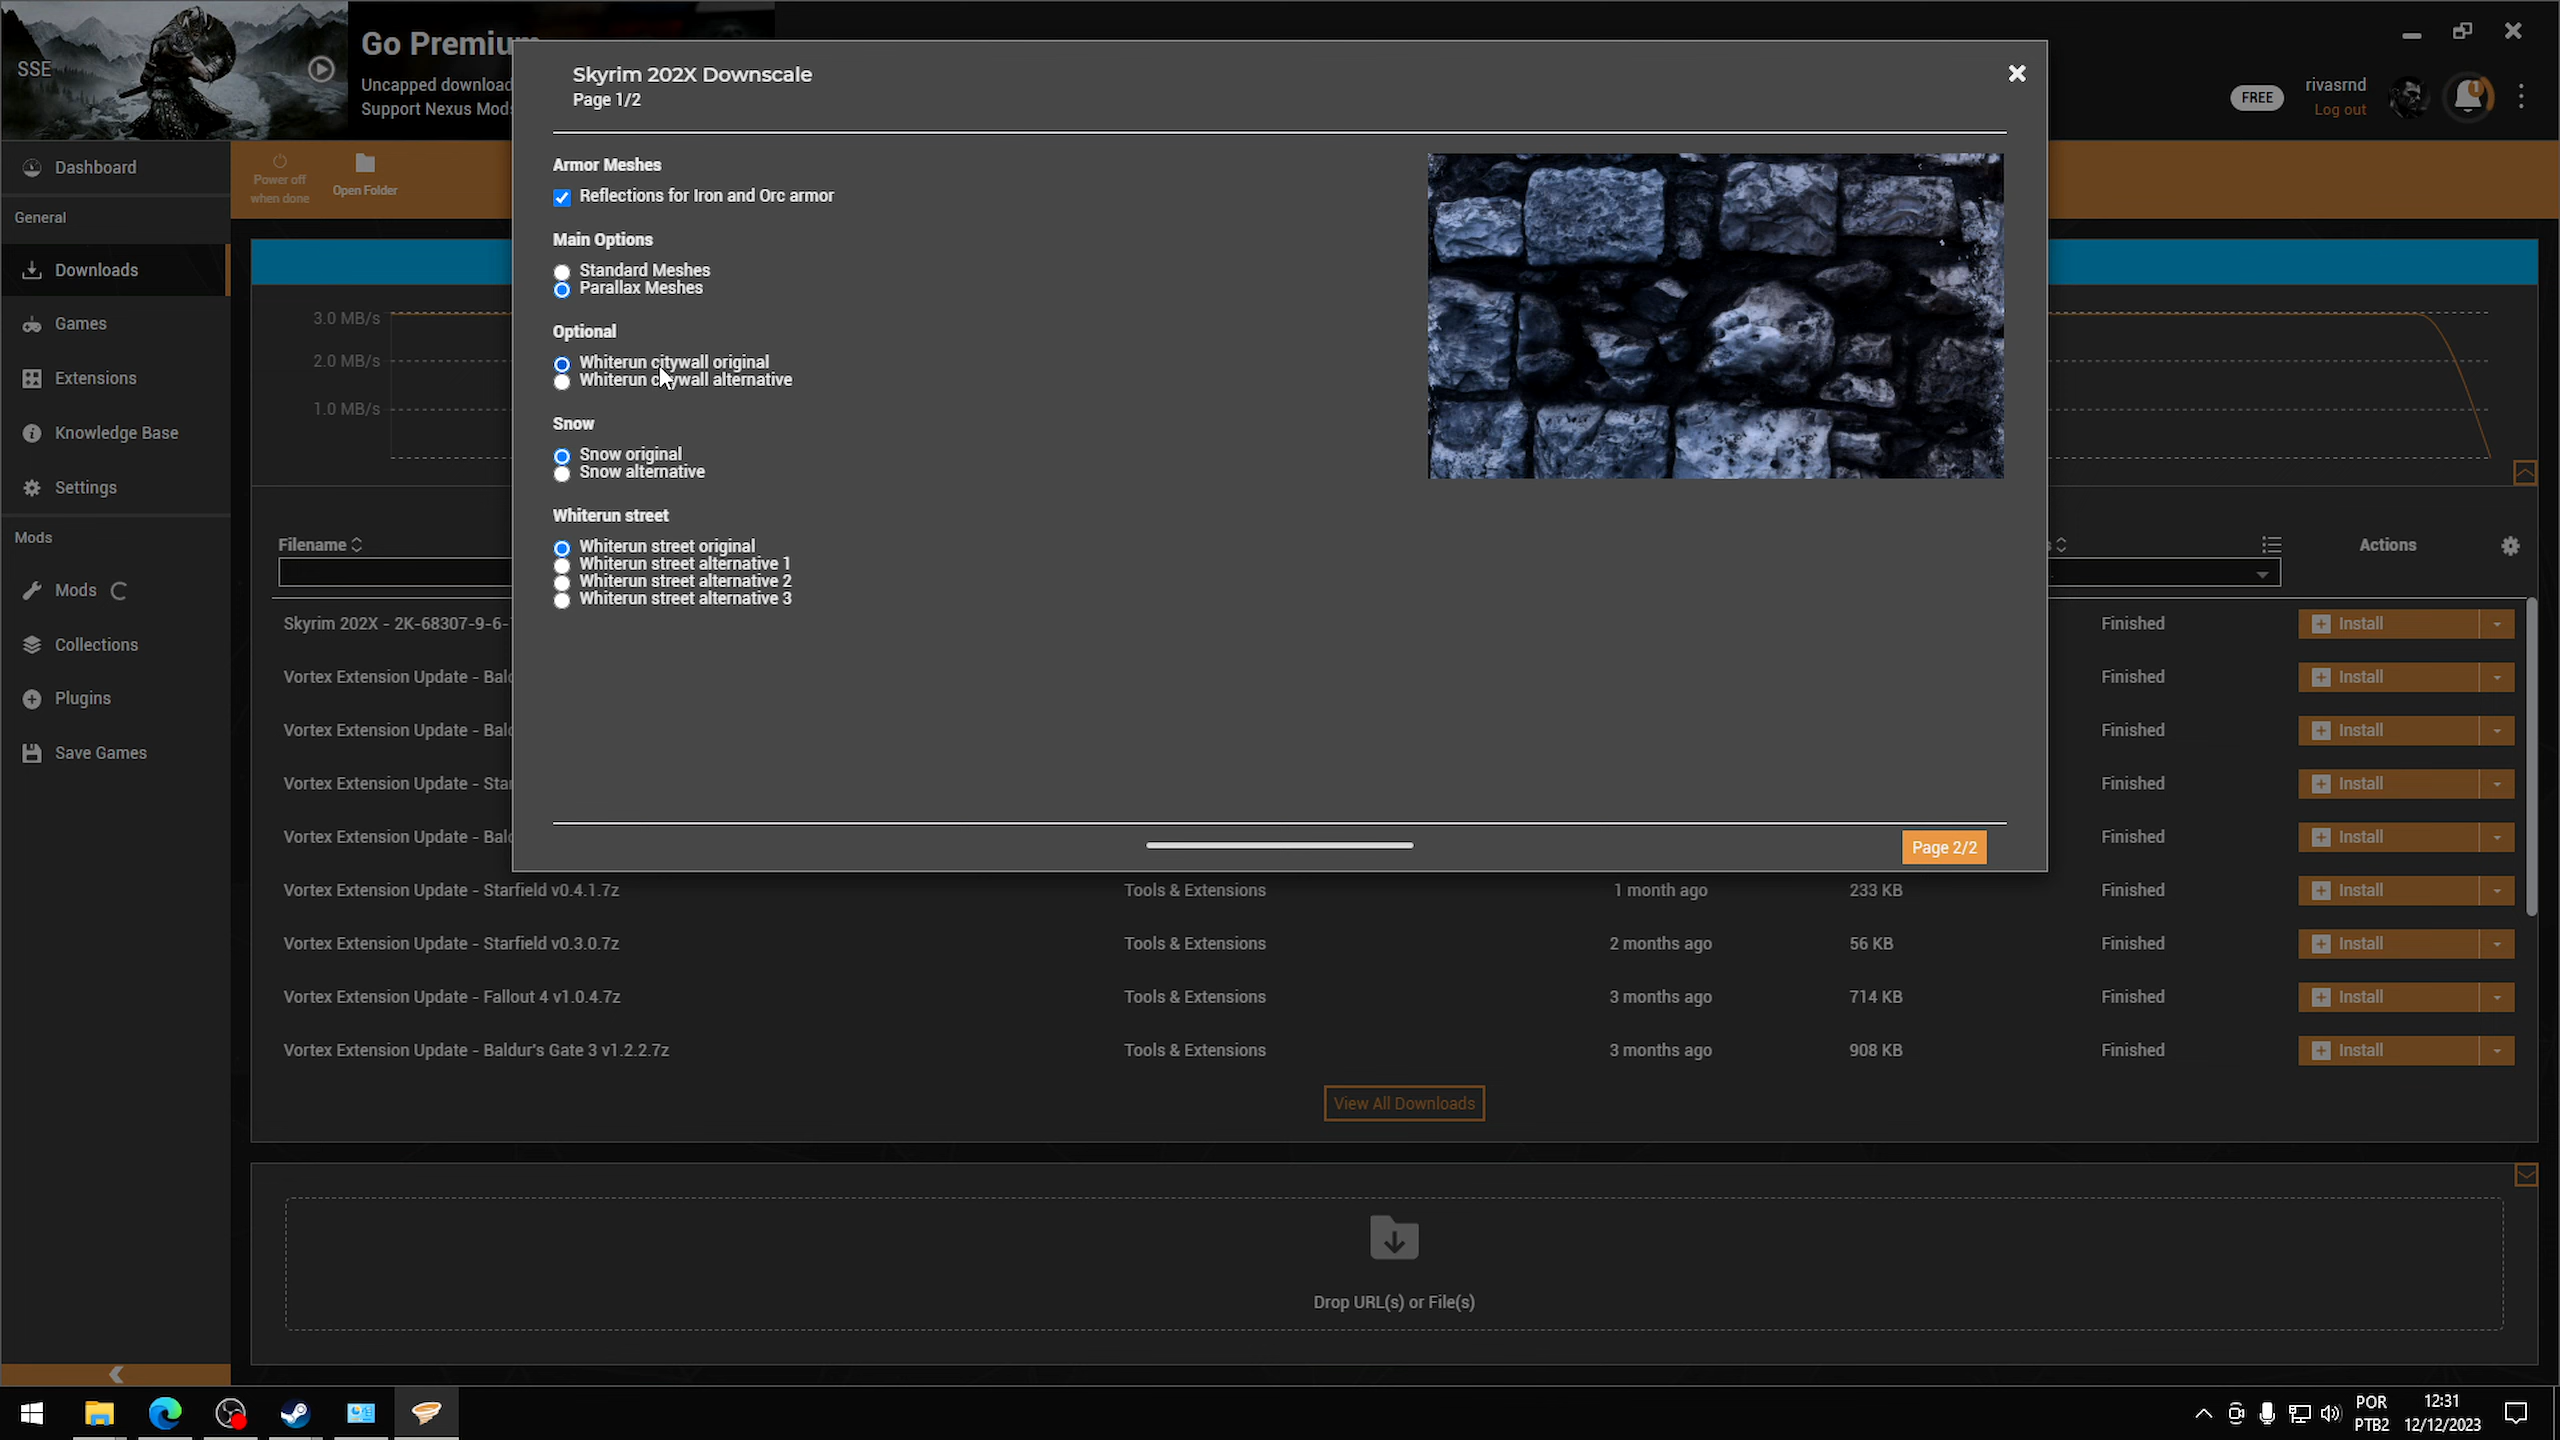 SSE
Go Premium
Uncapped download
Support Nexus Mods
FREE
rivasrnd
Log out
Skyrim 202X Downscale
Page 1/2
Armor Meshes
Reflections for Iron and Orc armor
Main Options
Standard Meshes
Parallax Meshes
Optional
Whiterun citywall original
Whiterun citywall alternative
Snow
Snow original
Snow alternative
Whiterun street
Whiterun street original
Whiterun street alternative 1
Whiterun street alternative 2
Whiterun street alternative 3
Page 2/2
Dashboard
General
Downloads
Games
Extensions
Knowledge Base
Settings
Mods
Mods
Collections
Plugins
Save Games
Power off
when done
Open Folder
3.0 MB/s
2.0 MB/s
1.0 MB/s
Filename
Actions
Skyrim 202X - 2K-68307-9-6- Finished Install
Vortex Extension Update - Finished Install
Vortex Extension Update - Finished Install
Vortex Extension Update - Finished Install
Vortex Extension Update - Finished Install
Vortex Extension Update - Starfield v0.4.1.7z Tools & Extensions 1 month ago 233 KB Finished Install
Vortex Extension Update - Starfield v0.3.0.7z Tools & Extensions 2 months ago 56 KB Finished Install
Vortex Extension Update - Fallout 4 v1.0.4.7z Tools & Extensions 3 months ago 714 KB Finished Install
Vortex Extension Update - Baldur's Gate 3 v1.2.2.7z Tools & Extensions 3 months ago 908 KB Finished Install
View All Downloads
Drop URL(s) or File(s)
POR
PTB2
12:31
12/12/2023